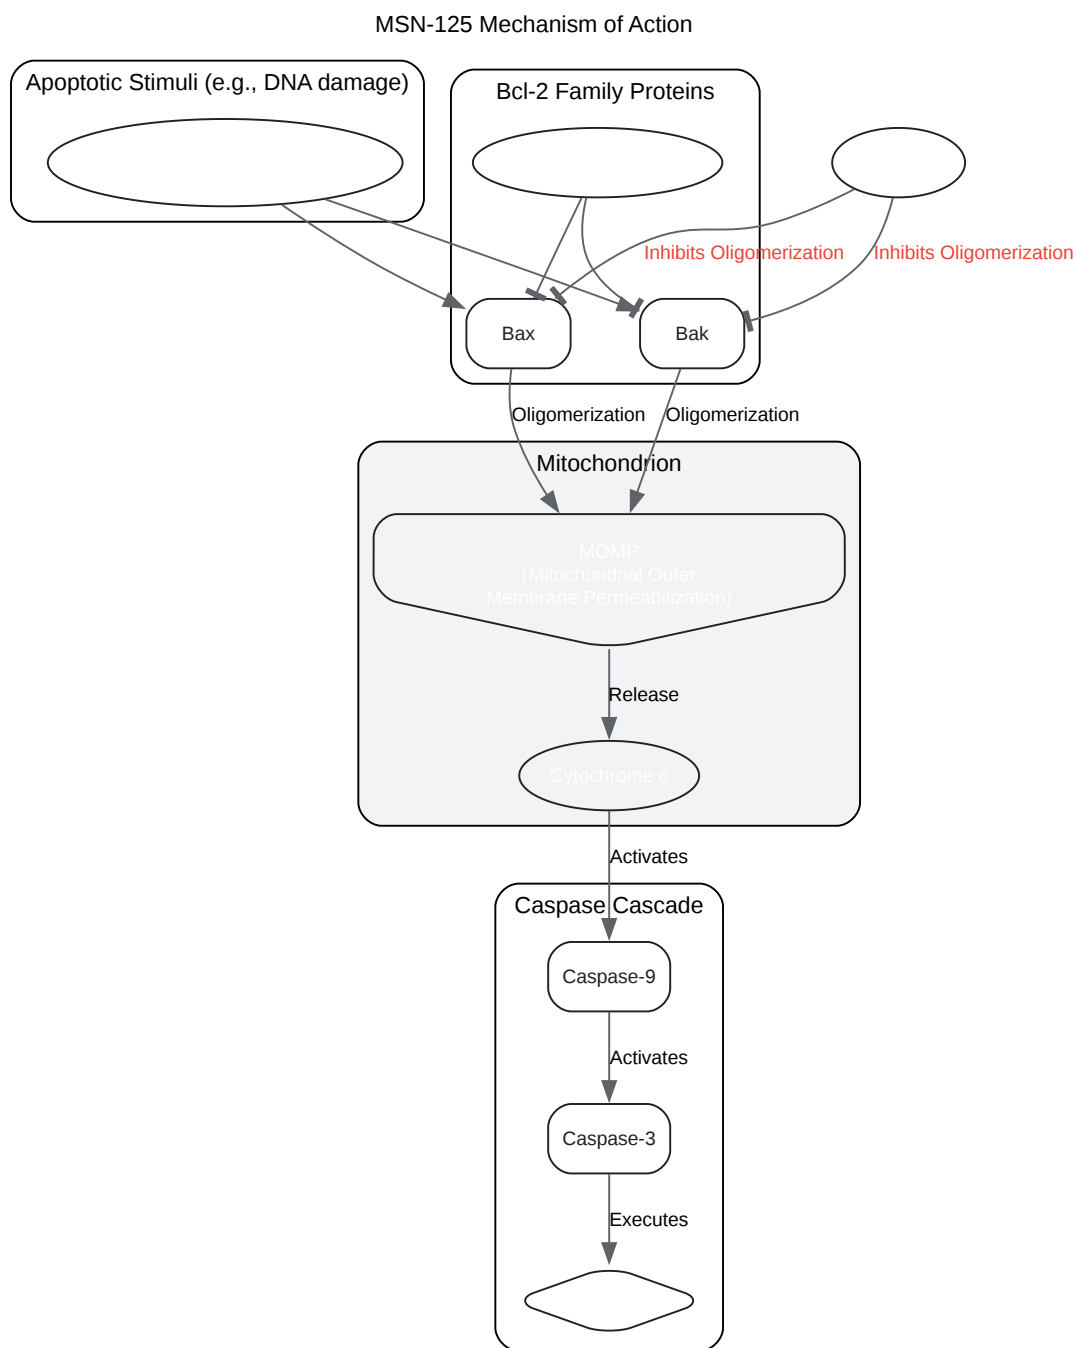 MSN-125 Mechanism of Action
Apoptotic Stimuli (e.g., DNA damage)
Bcl-2 Family Proteins
Inhibits Oligomerization
Inhibits Oligomerization
Bax
Bak
Oligomerization
Oligomerization
Mitochondrion
MOMP
(Mitochondrial Outer
Membrane Permeabilization)
Release
Cytochrome c
Activates
Caspase Cascade
Caspase-9
Activates
Caspase-3
Executes